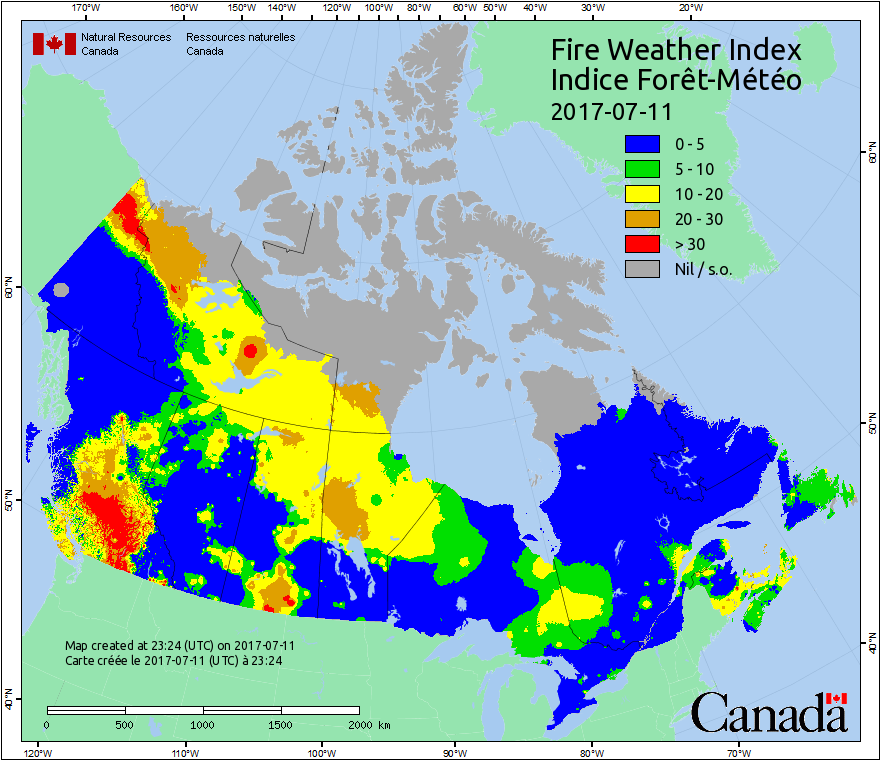 170°W 160°W 150°W 140°W 130°W 120°W 110°W 100°W 90°W 80°W 70°W 60°W 50°W 40°W 30°W 20°W
Natural Resources Ressources naturelles
Canada Canada
Fire Weather Index
Indice Forêt-Météo
2017-07-11
0 - 5
5 - 10
10 - 20
20 - 30
> 30
Nil / s.o.
60°N
60°N
50°N
50°N
40°N
40°N
Map created at 23:24 (UTC) on 2017-07-11
Carte créée le 2017-07-11 (UTC) à 23:24
0 500 1000 1500 2000 km
Canada
120°W 110°W 100°W 90°W 80°W 70°W